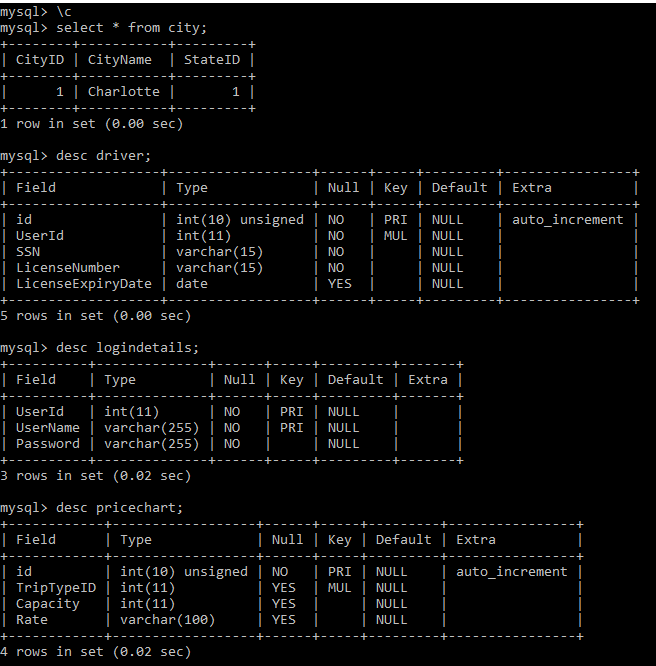 mysql> \c
mysql> select * from city;
+--------+-----------+---------+
| CityID | CityName  | StateID |
+--------+-----------+---------+
|      1 | Charlotte |       1 |
+--------+-----------+---------+
1 row in set (0.00 sec)

mysql> desc driver;
+-------------------+------------------+------+-----+---------+----------------+
| Field             | Type             | Null | Key | Default | Extra          |
+-------------------+------------------+------+-----+---------+----------------+
| id                | int(10) unsigned | NO   | PRI | NULL    | auto_increment |
| UserId            | int(11)          | NO   | MUL | NULL    |                |
| SSN               | varchar(15)      | NO   |     | NULL    |                |
| LicenseNumber     | varchar(15)      | NO   |     | NULL    |                |
| LicenseExpiryDate | date             | YES  |     | NULL    |                |
+-------------------+------------------+------+-----+---------+----------------+
5 rows in set (0.00 sec)

mysql> desc logindetails;
+----------+--------------+------+-----+---------+-------+
| Field    | Type         | Null | Key | Default | Extra |
+----------+--------------+------+-----+---------+-------+
| UserId   | int(11)      | NO   | PRI | NULL    |       |
| UserName | varchar(255) | NO   | PRI | NULL    |       |
| Password | varchar(255) | NO   |     | NULL    |       |
+----------+--------------+------+-----+---------+-------+
3 rows in set (0.02 sec)

mysql> desc pricechart;
+------------+------------------+------+-----+---------+----------------+
| Field      | Type             | Null | Key | Default | Extra          |
+------------+------------------+------+-----+---------+----------------+
| id         | int(10) unsigned | NO   | PRI | NULL    | auto_increment |
| TripTypeID | int(11)          | YES  | MUL | NULL    |                |
| Capacity   | int(11)          | YES  |     | NULL    |                |
| Rate       | varchar(100)     | YES  |     | NULL    |                |
+------------+------------------+------+-----+---------+----------------+
4 rows in set (0.02 sec)